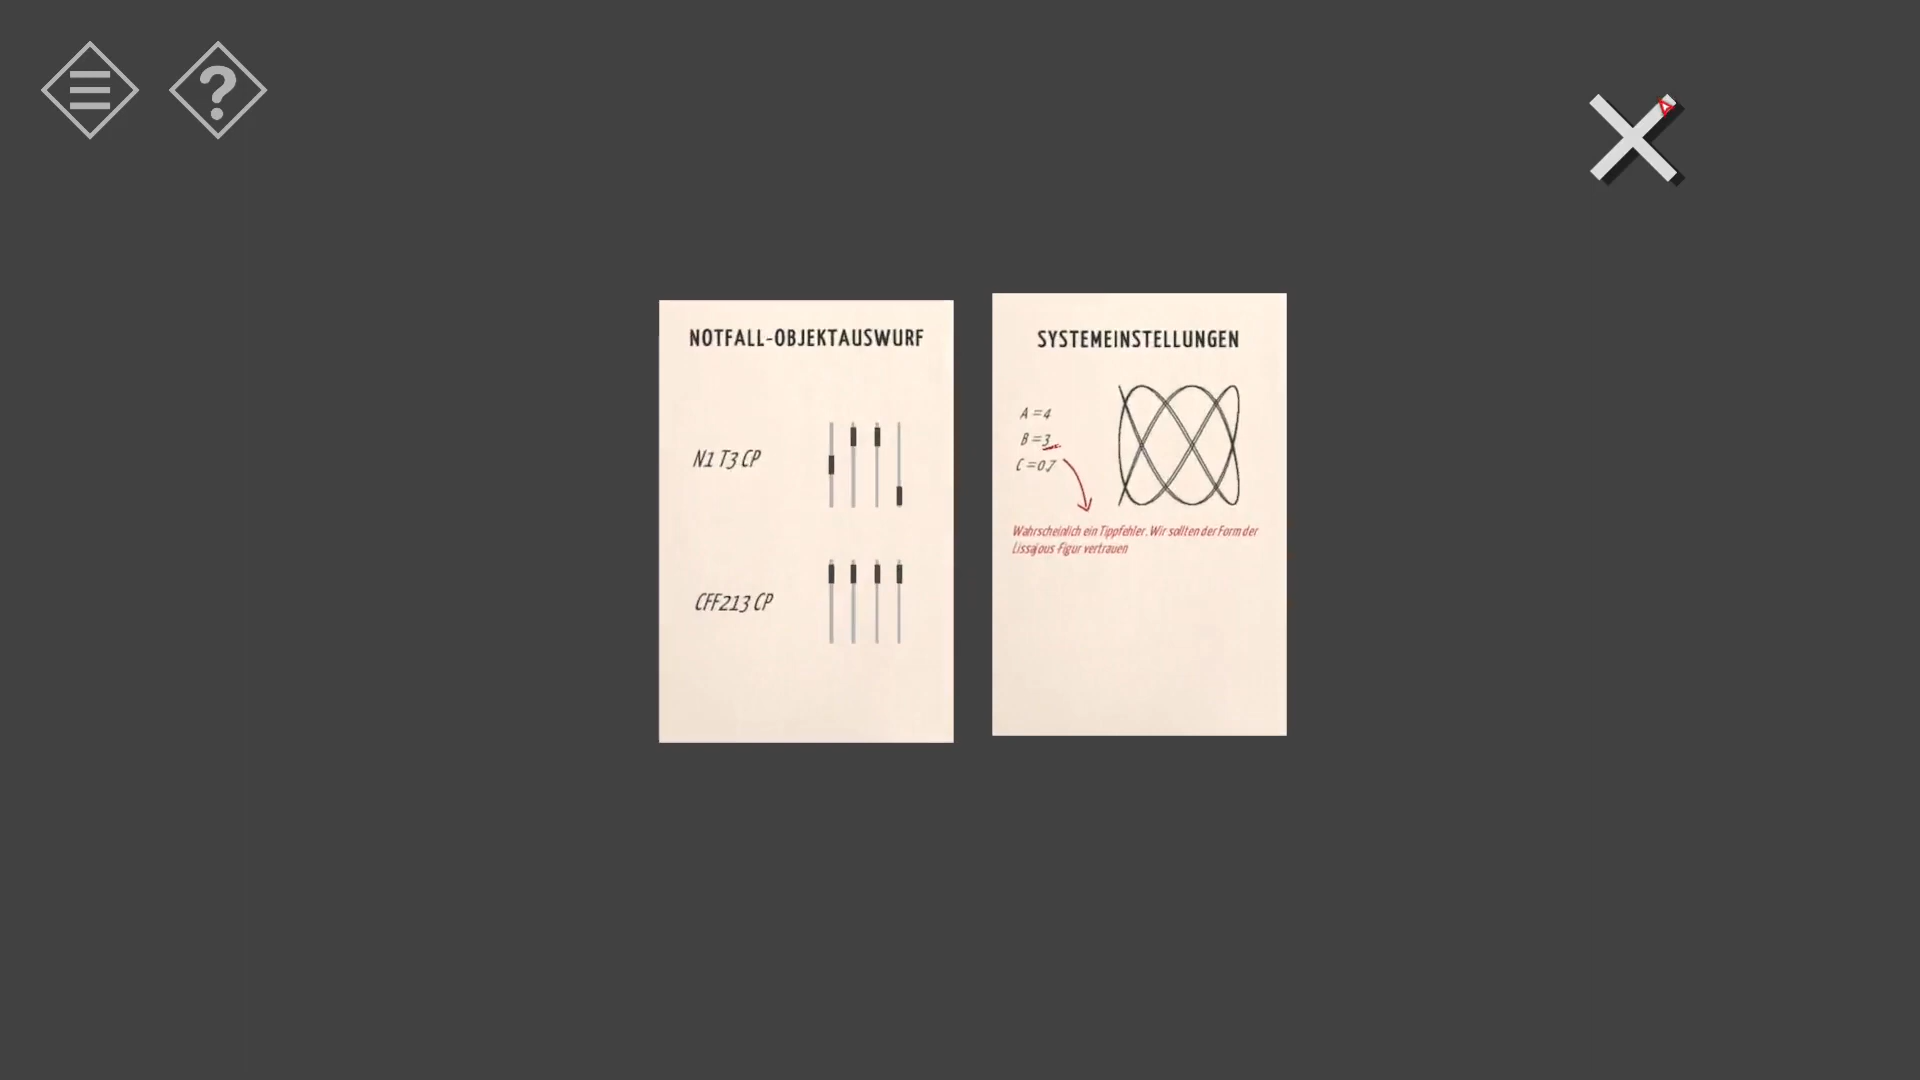 NOTFALL-OBJEKTAUSWURF
N1 T3 CP
CFF213 CP
SYSTEMEINSTELLUNGEN
A =4
B =3
C =0.7
Wahrscheinlich ein Tippfehler. Wir sollten der Form der
Lissajous-Figur vertrauen